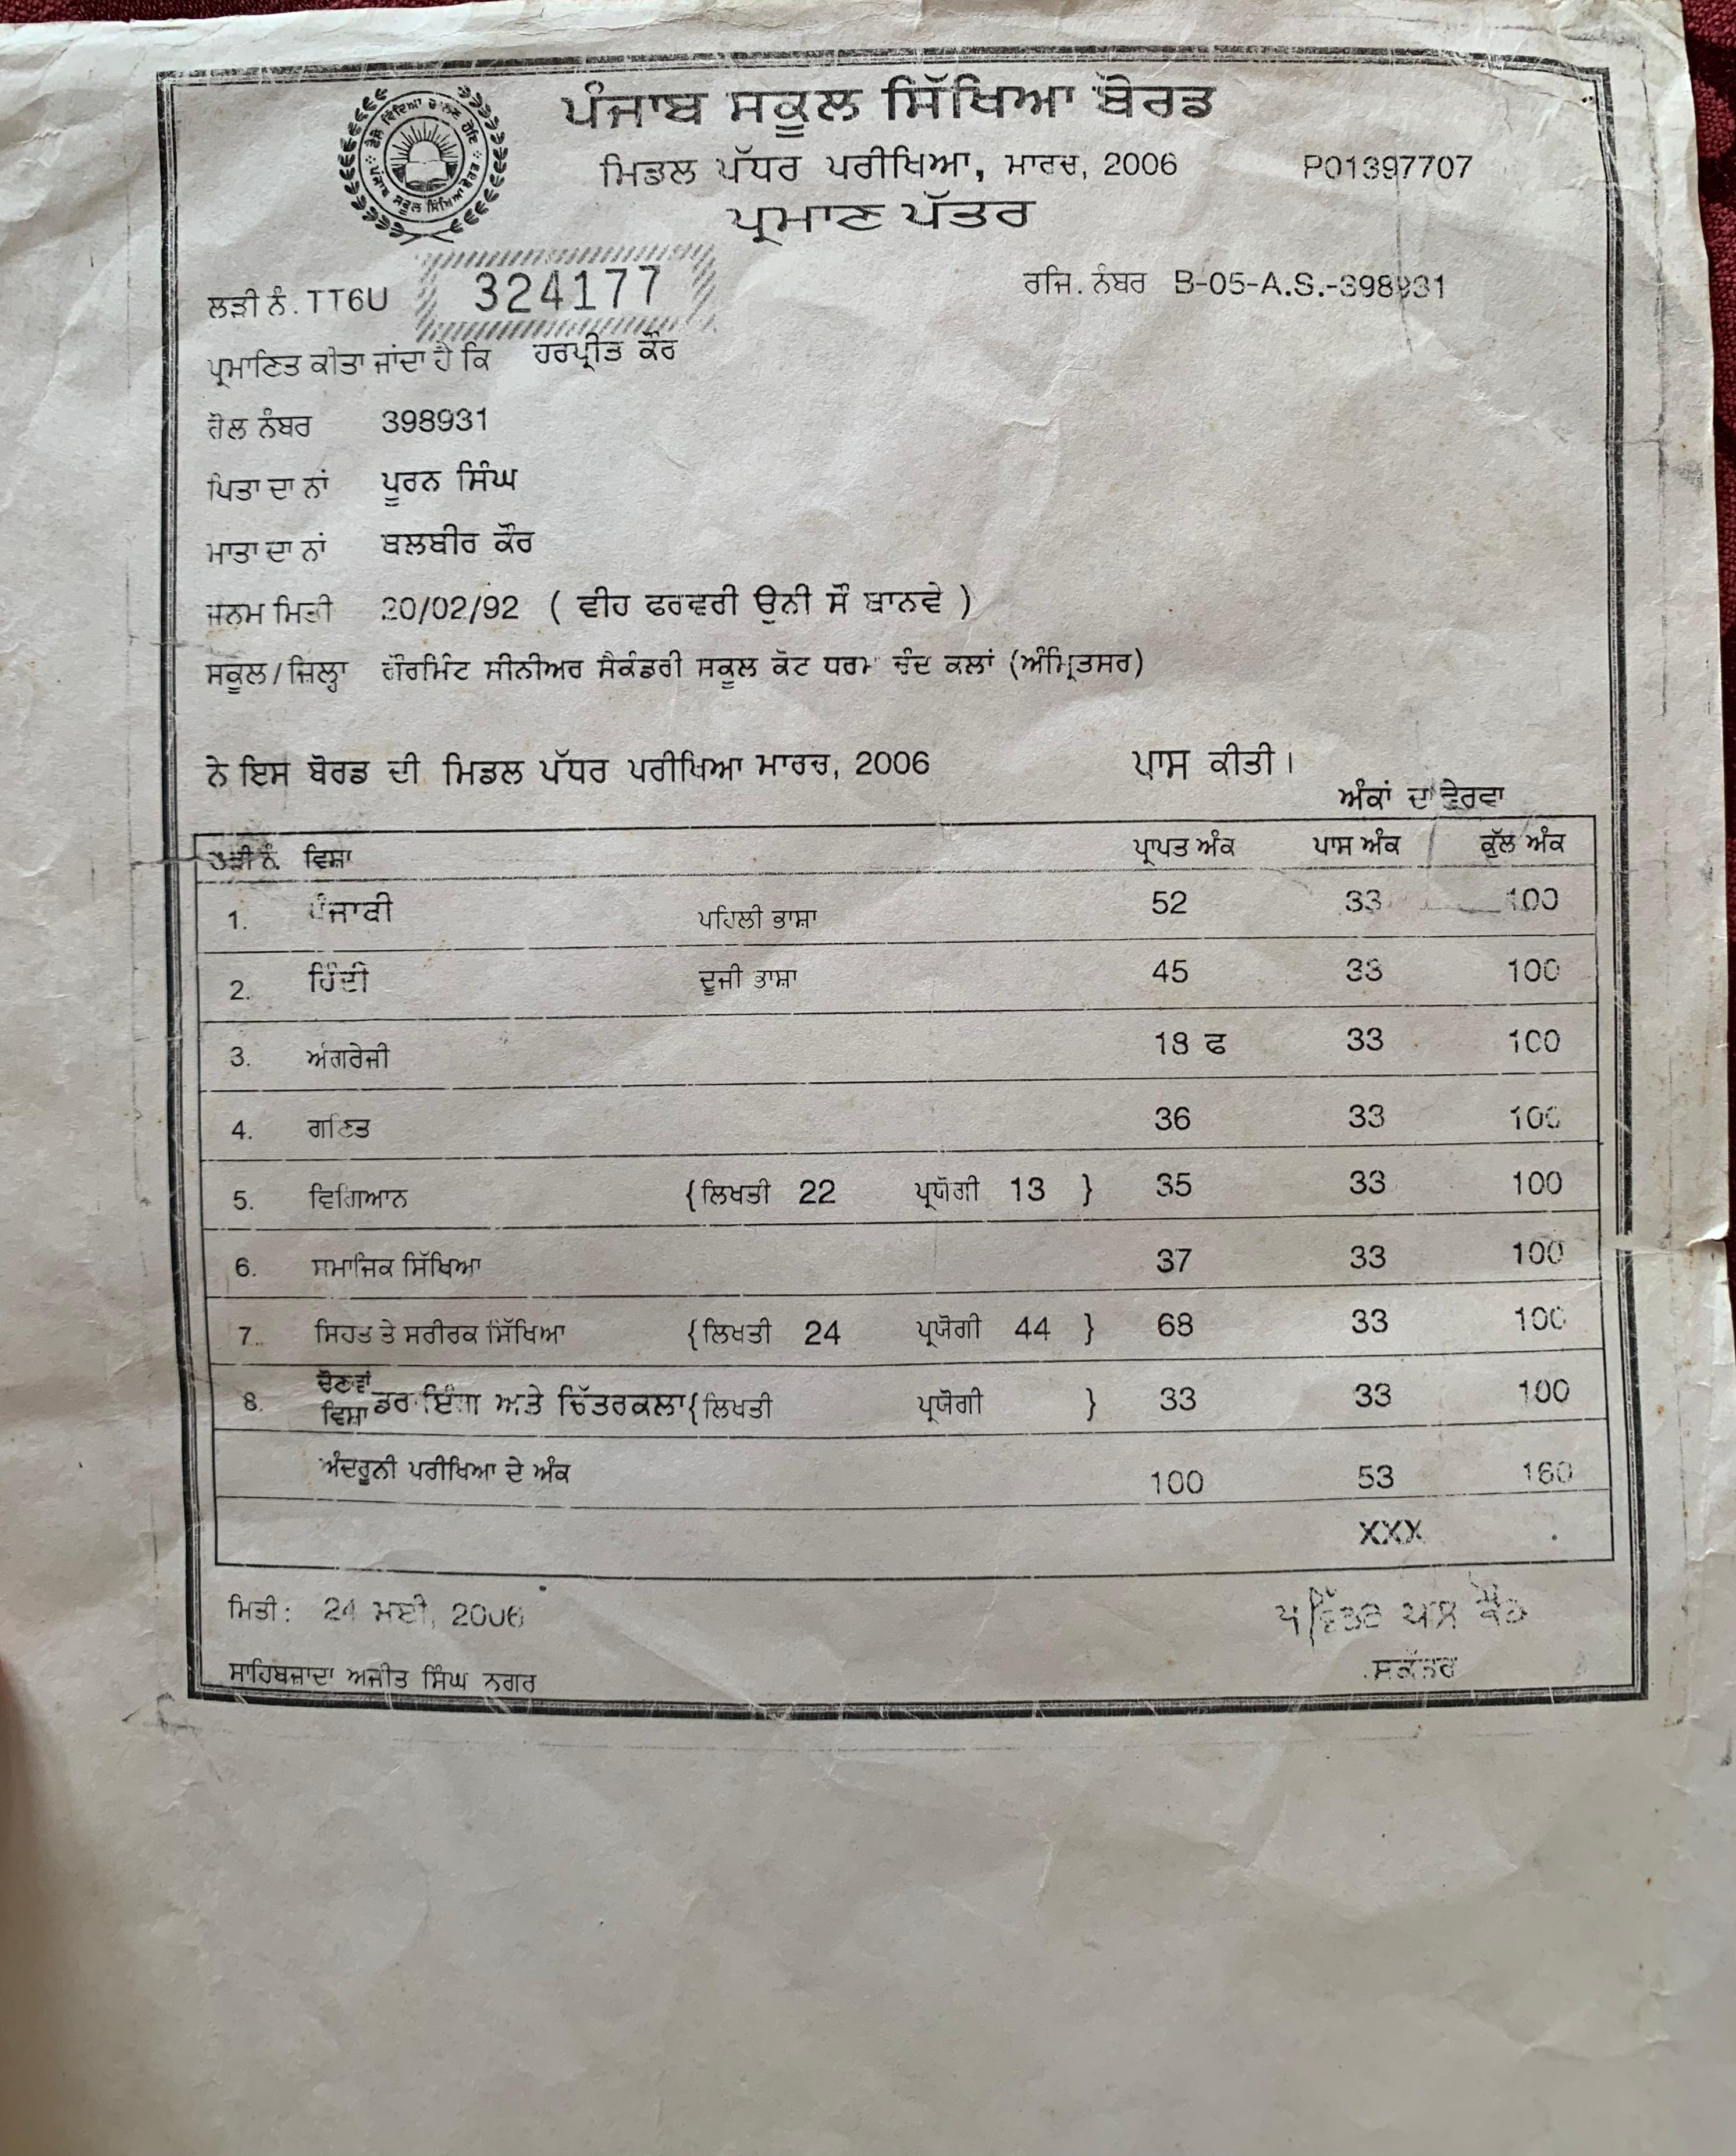 ਪੰਜਾਬ ਸਕੂਲ ਸਿੱਖਿਆ ਬੋਰਡ
ਮਿਡਲ ਪੱਧਰ ਪਰੀਖਿਆ, ਮਾਰਚ, 2006 P01397707
ਪ੍ਰਮਾਣ ਪੱਤਰ
ਪੰਜਾਬ ਸਕੂਲ ਸਿੱਖਿਆ ਬੋਰਡ
ਲੜੀ ਨੰ. TT6U 324177 ਰਜਿ. ਨੰਬਰ B-05-A.S.-398931
ਪ੍ਰਮਾਣਿਤ ਕੀਤਾ ਜਾਂਦਾ ਹੈ ਕਿ ਹਰਪ੍ਰੀਤ ਕੌਰ
ਰੋਲ ਨੰਬਰ 398931
ਪਿਤਾ ਦਾ ਨਾਂ ਪੂਰਨ ਸਿੰਘ
ਮਾਤਾ ਦਾ ਨਾਂ ਬਲਬੀਰ ਕੌਰ
ਜਨਮ ਮਿਤੀ 20/02/92 ( ਵੀਹ ਫਰਵਰੀ ਉਨੀ ਸੌ ਬਾਨਵੇ )
ਸਕੂਲ / ਜ਼ਿਲ੍ਹਾ ਗੌਰਮਿੰਟ ਸੀਨੀਅਰ ਸੈਕੰਡਰੀ ਸਕੂਲ ਕੋਟ ਧਰਮ ਚੰਦ ਕਲਾਂ (ਅੰਮ੍ਰਿਤਸਰ)
ਨੇ ਇਸ ਬੋਰਡ ਦੀ ਮਿਡਲ ਪੱਧਰ ਪਰੀਖਿਆ ਮਾਰਚ, 2006 ਪਾਸ ਕੀਤੀ।
ਅੰਕਾਂ ਦਾ ਵੇਰਵਾ
ਲੜੀ ਨੰ. ਵਿਸ਼ਾ ਪ੍ਰਾਪਤ ਅੰਕ ਪਾਸ ਅੰਕ ਕੁੱਲ ਅੰਕ
1. ਪੰਜਾਬੀ ਪਹਿਲੀ ਭਾਸ਼ਾ 52 33 100
2. ਹਿੰਦੀ ਦੂਜੀ ਭਾਸ਼ਾ 45 33 100
3. ਅੰਗਰੇਜੀ 18 ਫ 33 100
4. ਗਣਿਤ 36 33 100
5. ਵਿਗਿਆਨ {ਲਿਖਤੀ 22 ਪ੍ਰਯੋਗੀ 13 } 35 33 100
6. ਸਮਾਜਿਕ ਸਿੱਖਿਆ 37 33 100
7. ਸਿਹਤ ਤੇ ਸਰੀਰਕ ਸਿੱਖਿਆ {ਲਿਖਤੀ 24 ਪ੍ਰਯੋਗੀ 44 } 68 33 100
8. ਚੋਣਵਾਂ ਵਿਸ਼ਾ ਡਰਾਇੰਗ ਅਤੇ ਚਿੱਤਰਕਲਾ {ਲਿਖਤੀ ਪ੍ਰਯੋਗੀ } 33 33 100
ਅੰਦਰੂਨੀ ਪਰੀਖਿਆ ਦੇ ਅੰਕ 100 53 160
XXX
ਮਿਤੀ: 24 ਮਈ, 2006
ਸਾਹਿਬਜ਼ਾਦਾ ਅਜੀਤ ਸਿੰਘ ਨਗਰ ਸਕੱਤਰ